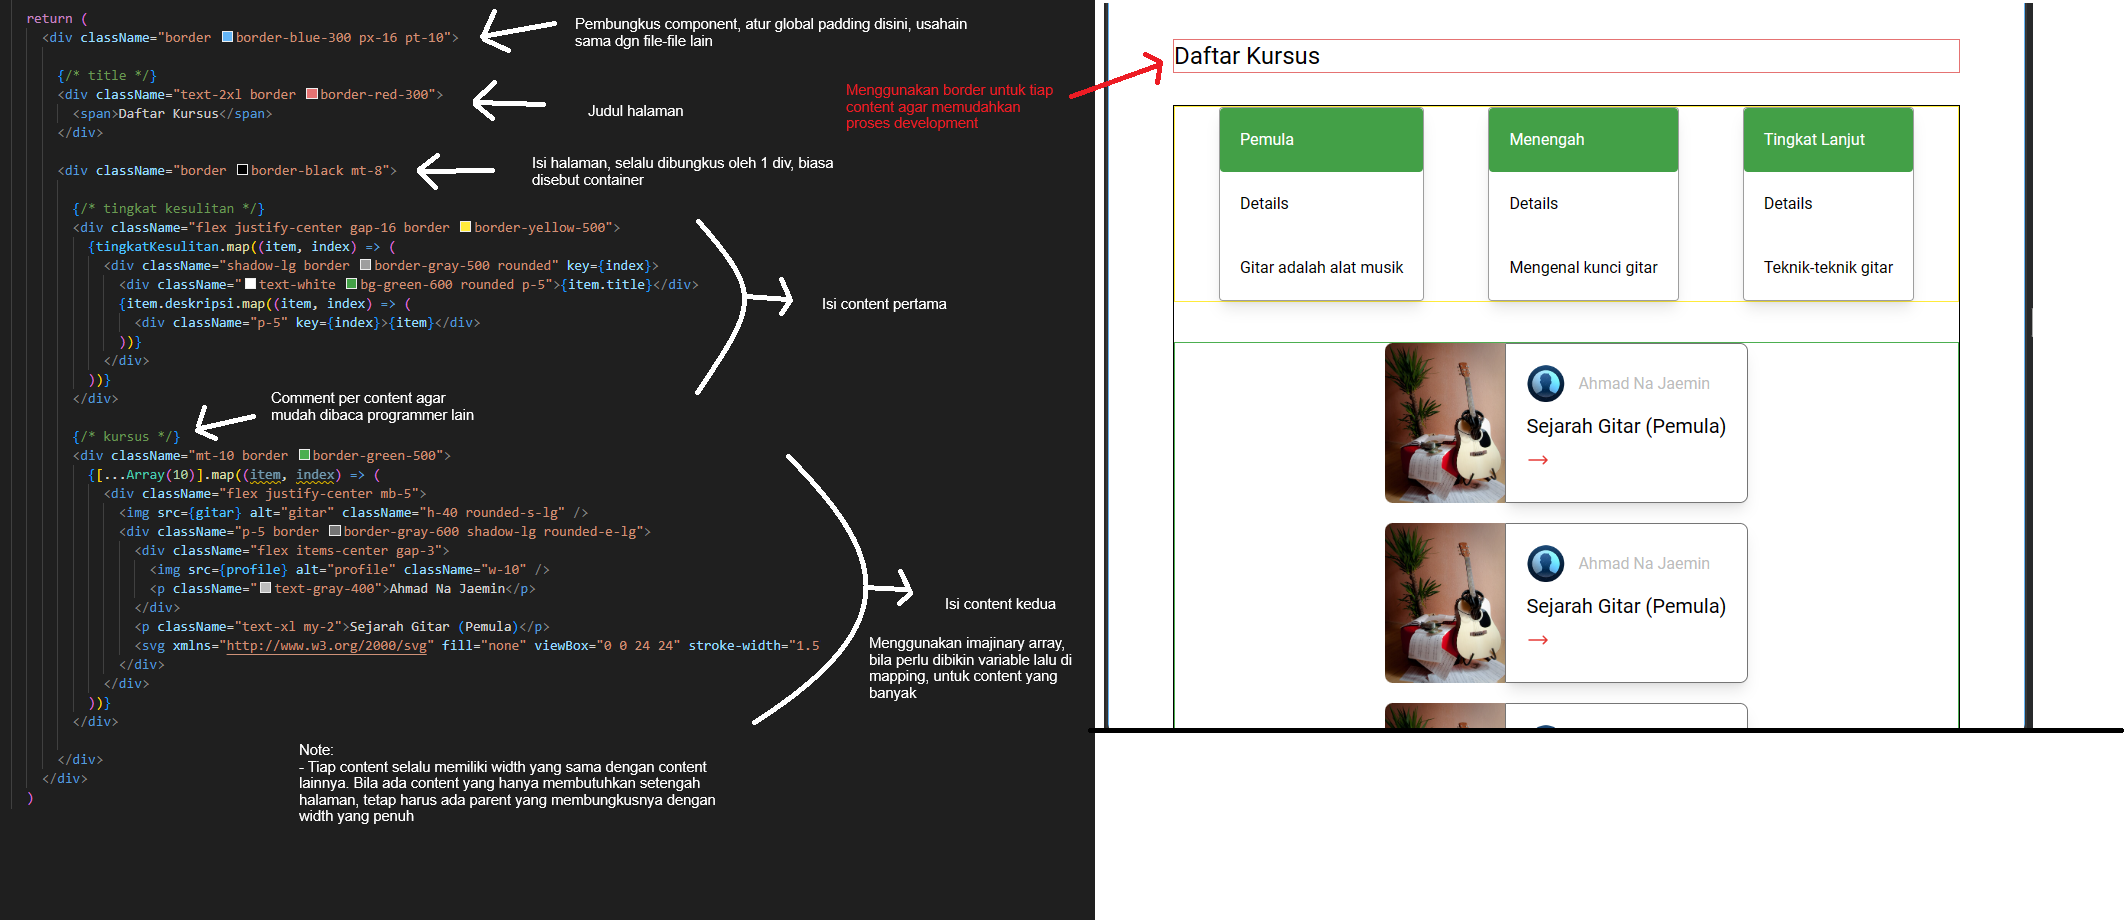 return (
<div className="border border-blue-300 px-16 pt-10">
{/* title */}
<div className="text-2xl border border-red-300">
<span>Daftar Kursus</span>
</div>
<div className="border border-black mt-8">
{/* tingkat kesulitan */}
<div className="flex justify-center gap-16 border border-yellow-500">
{tingkatKesulitan.map((item, index) => (
<div className="shadow-lg border border-gray-500 rounded" key={index}>
<div className="text-white bg-green-600 rounded p-5">{item.title}</div>
{item.deskripsi.map((item, index) => (
<div className="p-5" key={index}>{item}</div>
))}
</div>
))}
</div>
{/* kursus */}
<div className="mt-10 border border-green-500">
{[...Array(10)].map((item, index) => (
<div className="flex justify-center mb-5">
<img src={gitar} alt="gitar" className="h-40 rounded-s-lg" />
<div className="p-5 border border-gray-600 shadow-lg rounded-e-lg">
<div className="flex items-center gap-3">
<img src={profile} alt="profile" className="w-10" />
<p className="text-gray-400">Ahmad Na Jaemin</p>
</div>
<p className="text-xl my-2">Sejarah Gitar (Pemula)</p>
<svg xmlns="http://www.w3.org/2000/svg" fill="none" viewBox="0 0 24 24" stroke-width="1.5
</div>
</div>
))}
</div>
</div>
</div>
)
Pembungkus component, atur global padding disini, usahain
sama dgn file-file lain
Judul halaman
Menggunakan border untuk tiap
content agar memudahkan
proses development
Isi halaman, selalu dibungkus oleh 1 div, biasa
disebut container
Isi content pertama
Comment per content agar
mudah dibaca programmer lain
Isi content kedua
Menggunakan imajinary array,
bila perlu dibikin variable lalu di
mapping, untuk content yang
banyak
Note:
- Tiap content selalu memiliki width yang sama dengan content
lainnya. Bila ada content yang hanya membutuhkan setengah
halaman, tetap harus ada parent yang membungkusnya dengan
width yang penuh
Daftar Kursus
Pemula
Details
Gitar adalah alat musik
Menengah
Details
Mengenal kunci gitar
Tingkat Lanjut
Details
Teknik-teknik gitar
Ahmad Na Jaemin
Sejarah Gitar (Pemula)
Ahmad Na Jaemin
Sejarah Gitar (Pemula)